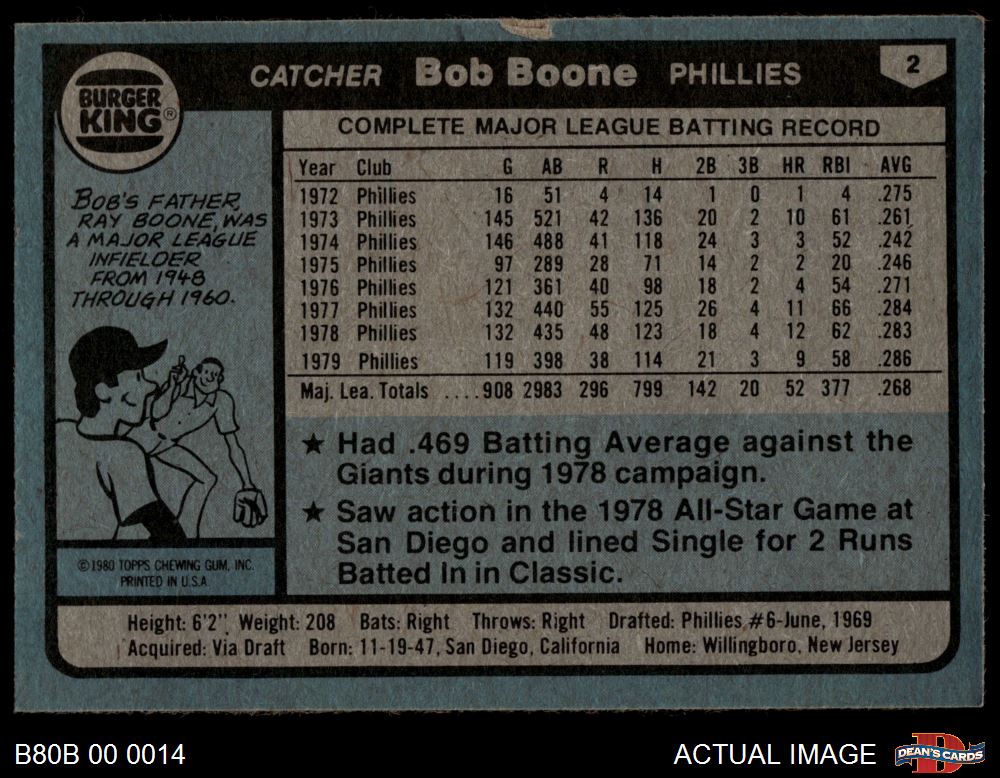 BURGER
KING®
CATCHER Bob Boone PHILLIES
2
BOB'S FATHER,
RAY BOONE, WAS
A MAJOR LEAGUE
INFIELDER
FROM 1948
THROUGH 1960.
© 1980 TOPPS CHEWING GUM, INC.
PRINTED IN U.S.A.
COMPLETE MAJOR LEAGUE BATTING RECORD
Year Club G AB R H 2B 3B HR RBI AVG
1972 Phillies 16 51 4 14 1 0 1 4 .275
1973 Phillies 145 521 42 136 20 2 10 61 .261
1974 Phillies 146 488 41 118 24 3 3 52 .242
1975 Phillies 97 289 28 71 14 2 2 20 .246
1976 Phillies 121 361 40 98 18 2 4 54 .271
1977 Phillies 132 440 55 125 26 4 11 66 .284
1978 Phillies 132 435 48 123 18 4 12 62 .283
1979 Phillies 119 398 38 114 21 3 9 58 .286
Maj. Lea. Totals ....908 2983 296 799 142 20 52 377 .268
★ Had .469 Batting Average against the
Giants during 1978 campaign.
★ Saw action in the 1978 All-Star Game at
San Diego and lined Single for 2 Runs
Batted In in Classic.
Height: 6'2" Weight: 208 Bats: Right Throws: Right Drafted: Phillies #6-June, 1969
Acquired: Via Draft Born: 11-19-47, San Diego, California Home: Willingboro, New Jersey
B80B 00 0014
ACTUAL IMAGE
DEAN'S CARDS